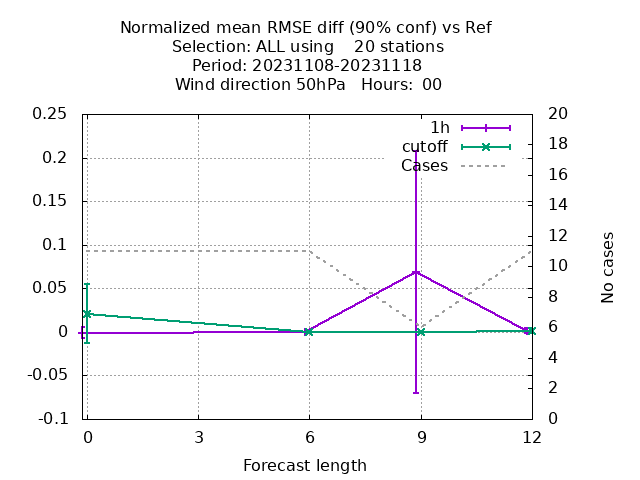 Normalized mean RMSE diff (90% conf) vs Ref
Selection: ALL using    20 stations
Period: 20231108-20231118
Wind direction 50hPa   Hours:  00
0.25
0.2
0.15
0.1
0.05
0
-0.05
-0.1
20
18
16
14
12
10
8
6
4
2
0
1h
cutoff
Cases
No cases
0
3
6
9
12
Forecast length